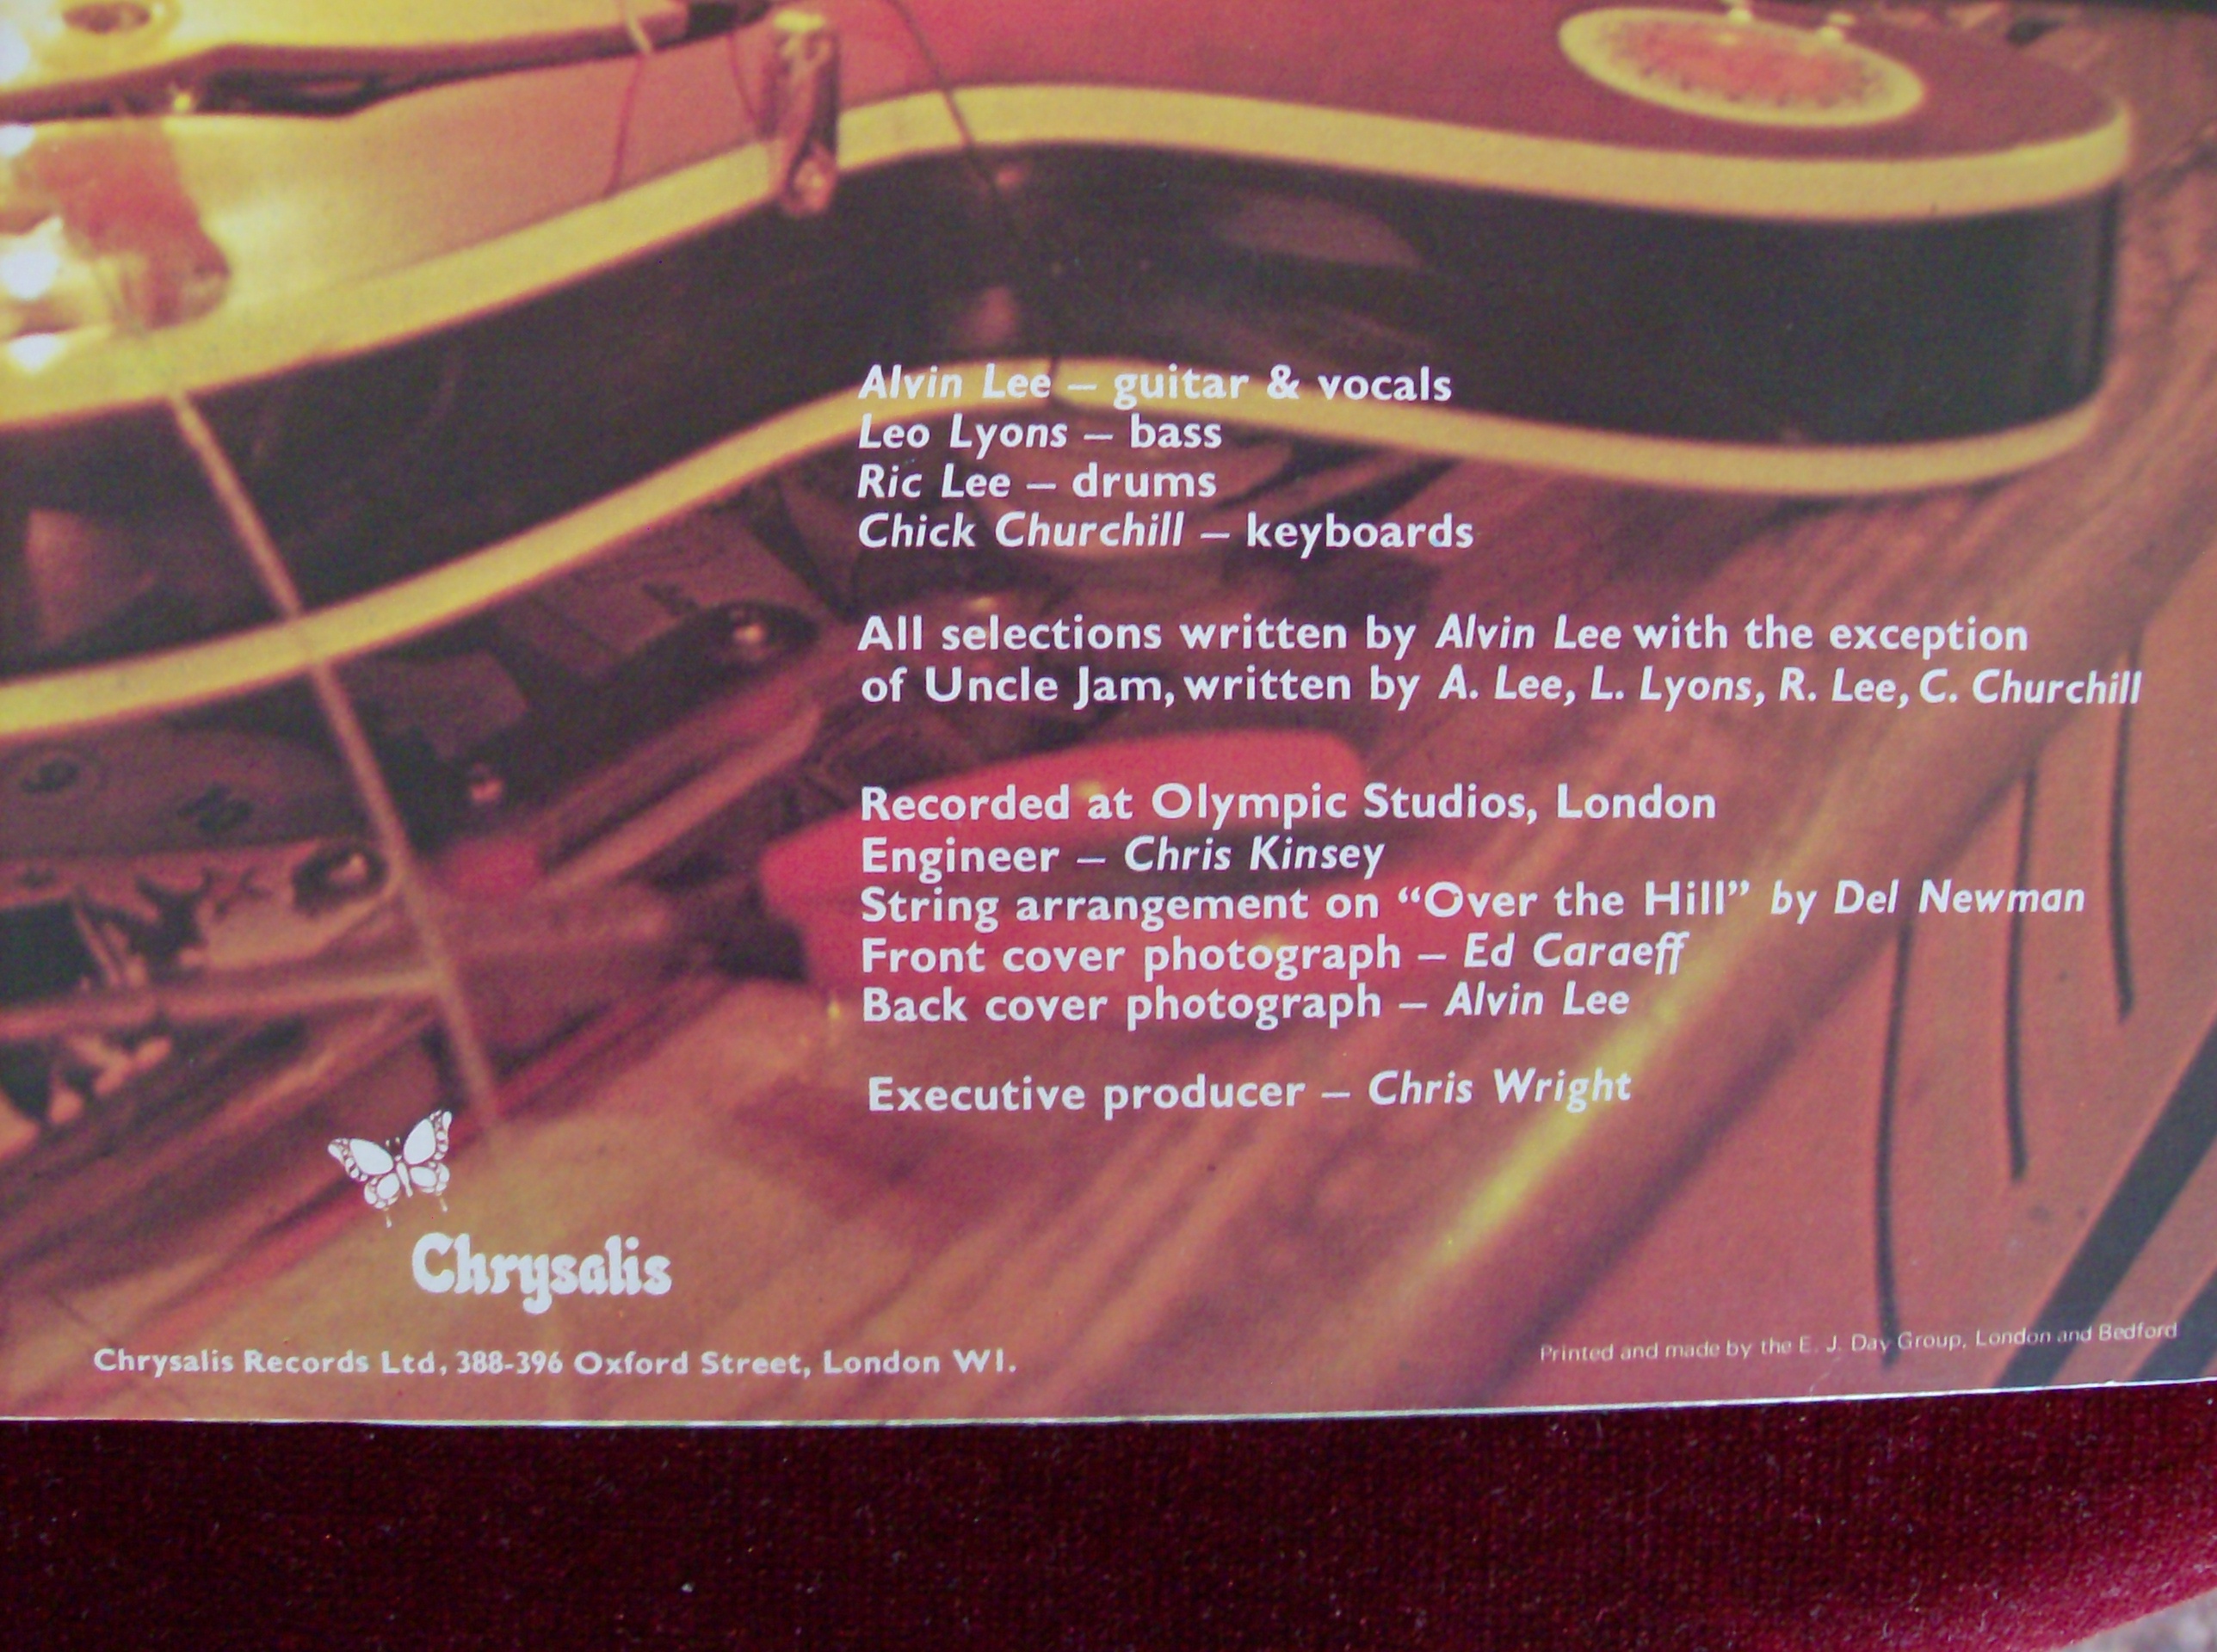 Alvin Lee – guitar & vocals
Leo Lyons – bass
Ric Lee – drums
Chick Churchill – keyboards
All selections written by Alvin Lee with the exception
of Uncle Jam, written by A. Lee, L. Lyons, R. Lee, C. Churchill
Recorded at Olympic Studios, London
Engineer – Chris Kinsey
String arrangement on “Over the Hill” by Del Newman
Front cover photograph – Ed Caraeff
Back cover photograph – Alvin Lee
Executive producer – Chris Wright
Chrysalis
Chrysalis Records Ltd, 388-396 Oxford Street, London W1.
Printed and made by the E. J. Day Group, London and Bedford